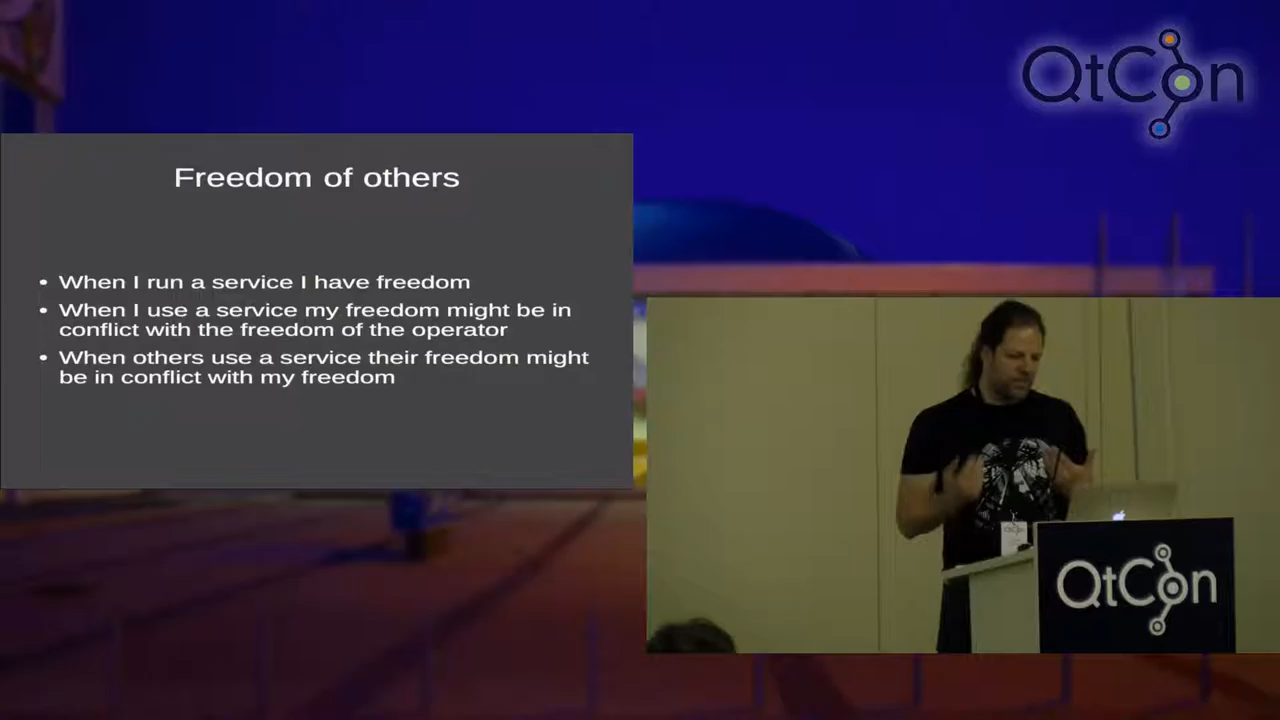 QtCon
Freedom of others
• When I run a service I have freedom
• When I use a service my freedom might be in
conflict with the freedom of the operator
• When others use a service their freedom might
be in conflict with my freedom
QtCon